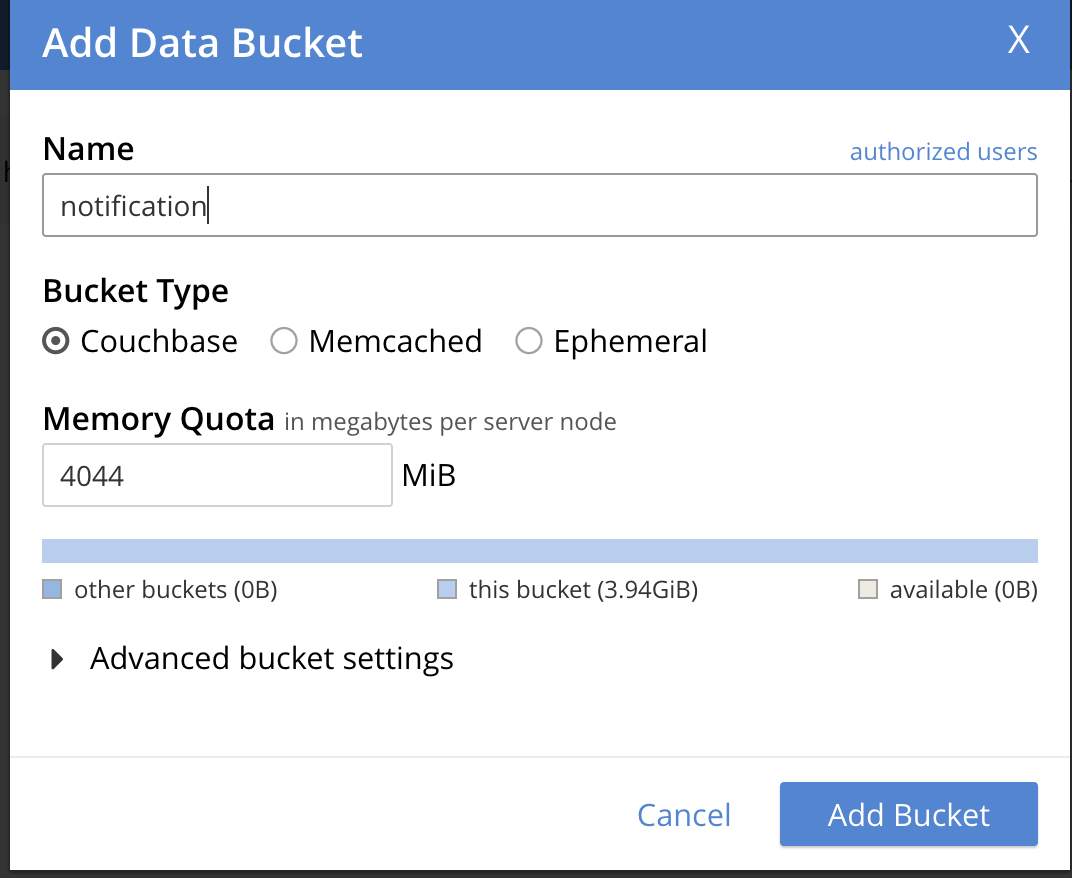 Add Data Bucket X
Name authorized users
notification
Bucket Type
Couchbase Memcached Ephemeral
Memory Quota in megabytes per server node
4044 MiB
other buckets (0B) this bucket (3.94GiB) available (0B)
Advanced bucket settings
Cancel Add Bucket